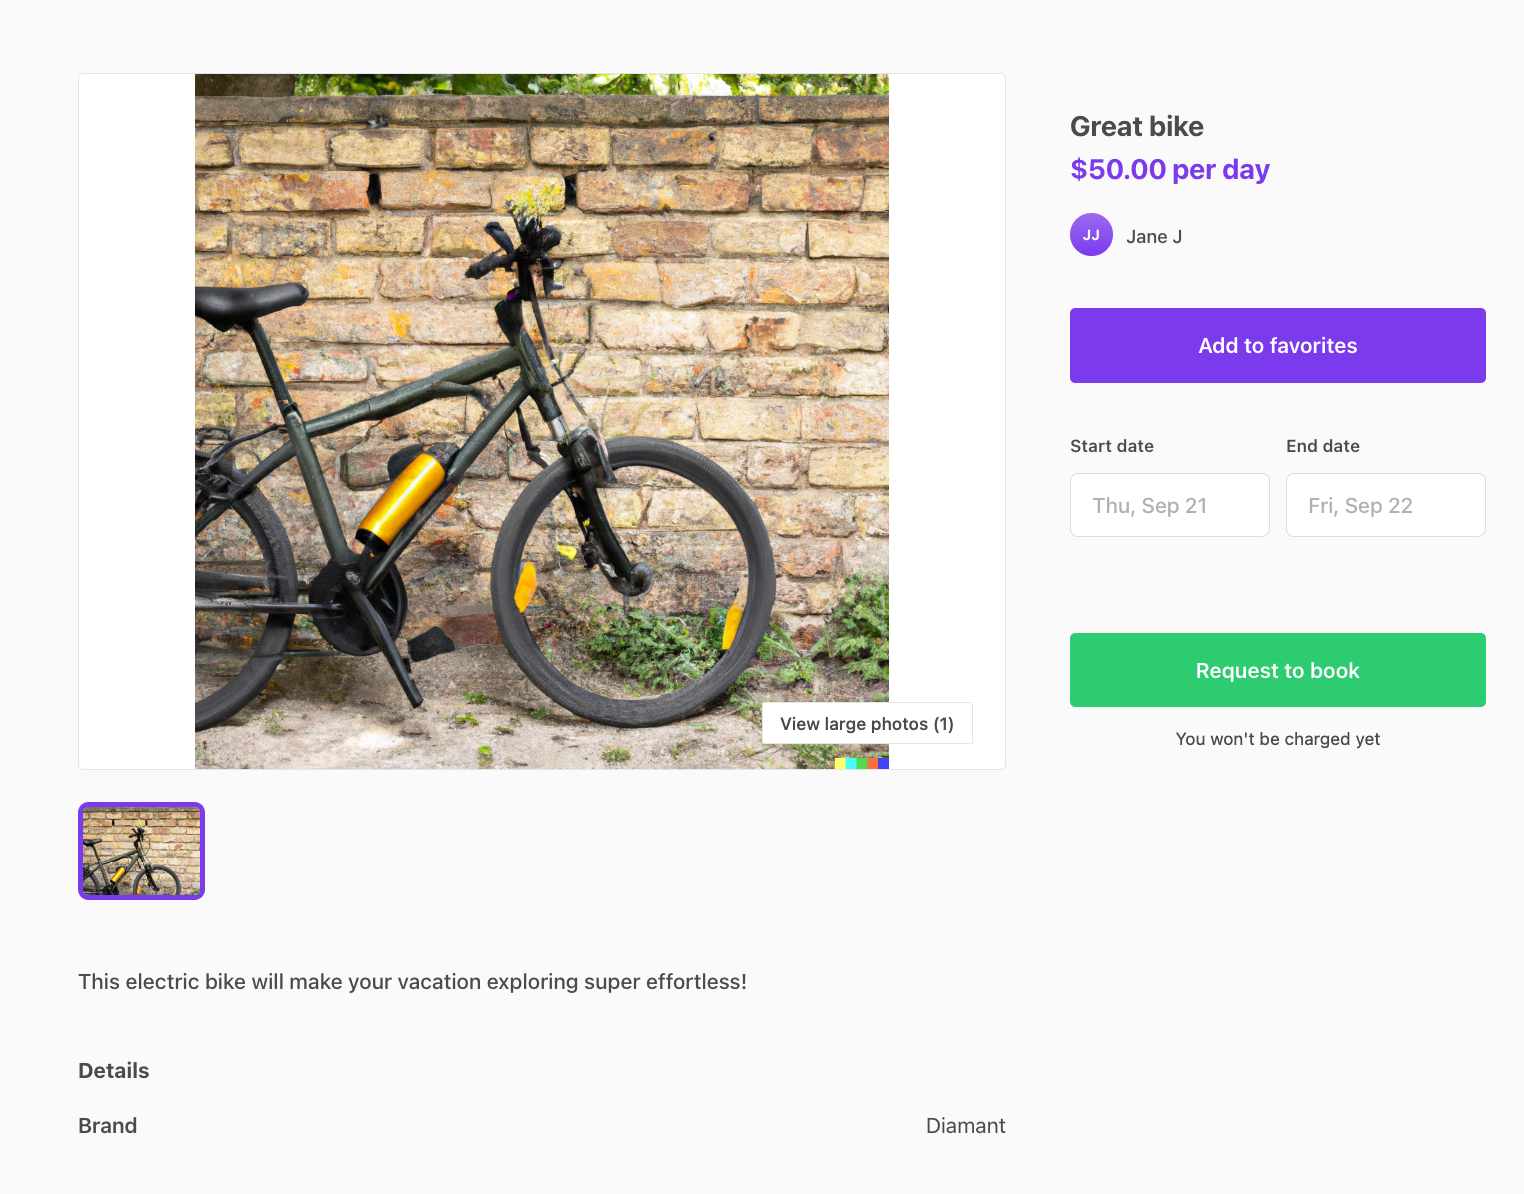 Great bike
$50.00 per day
JJ
Jane J
Add to favorites
Start date
End date
Thu, Sep 21
Fri, Sep 22
Request to book
You won't be charged yet
View large photos (1)
This electric bike will make your vacation exploring super effortless!
Details
Brand
Diamant